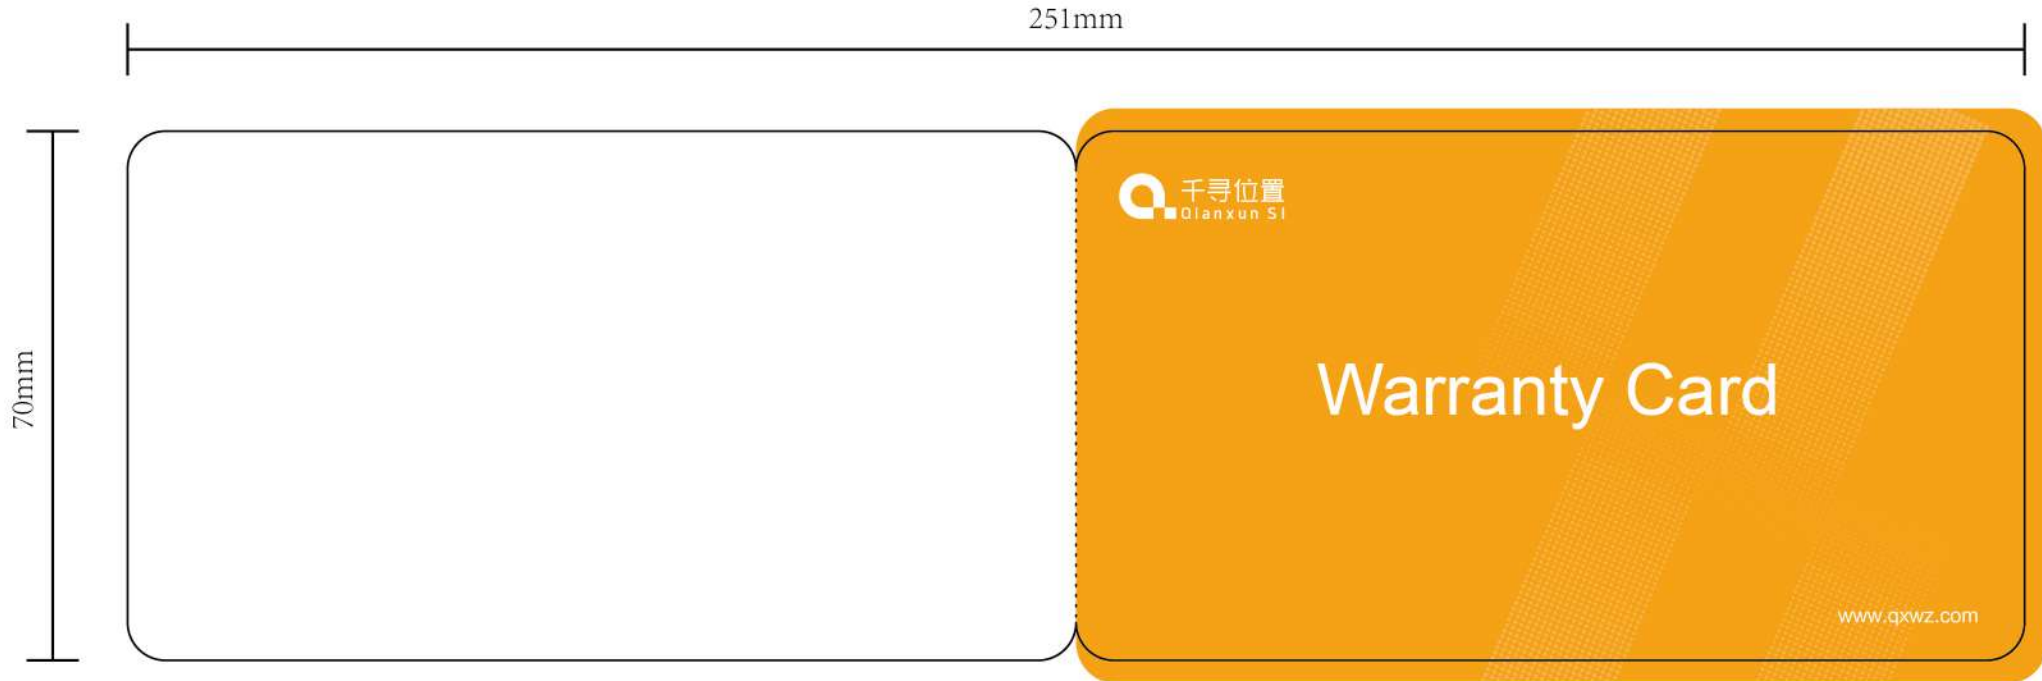 251mm
70mm
千寻位置
Qianxun SI
Warranty Card
www.qxwz.com